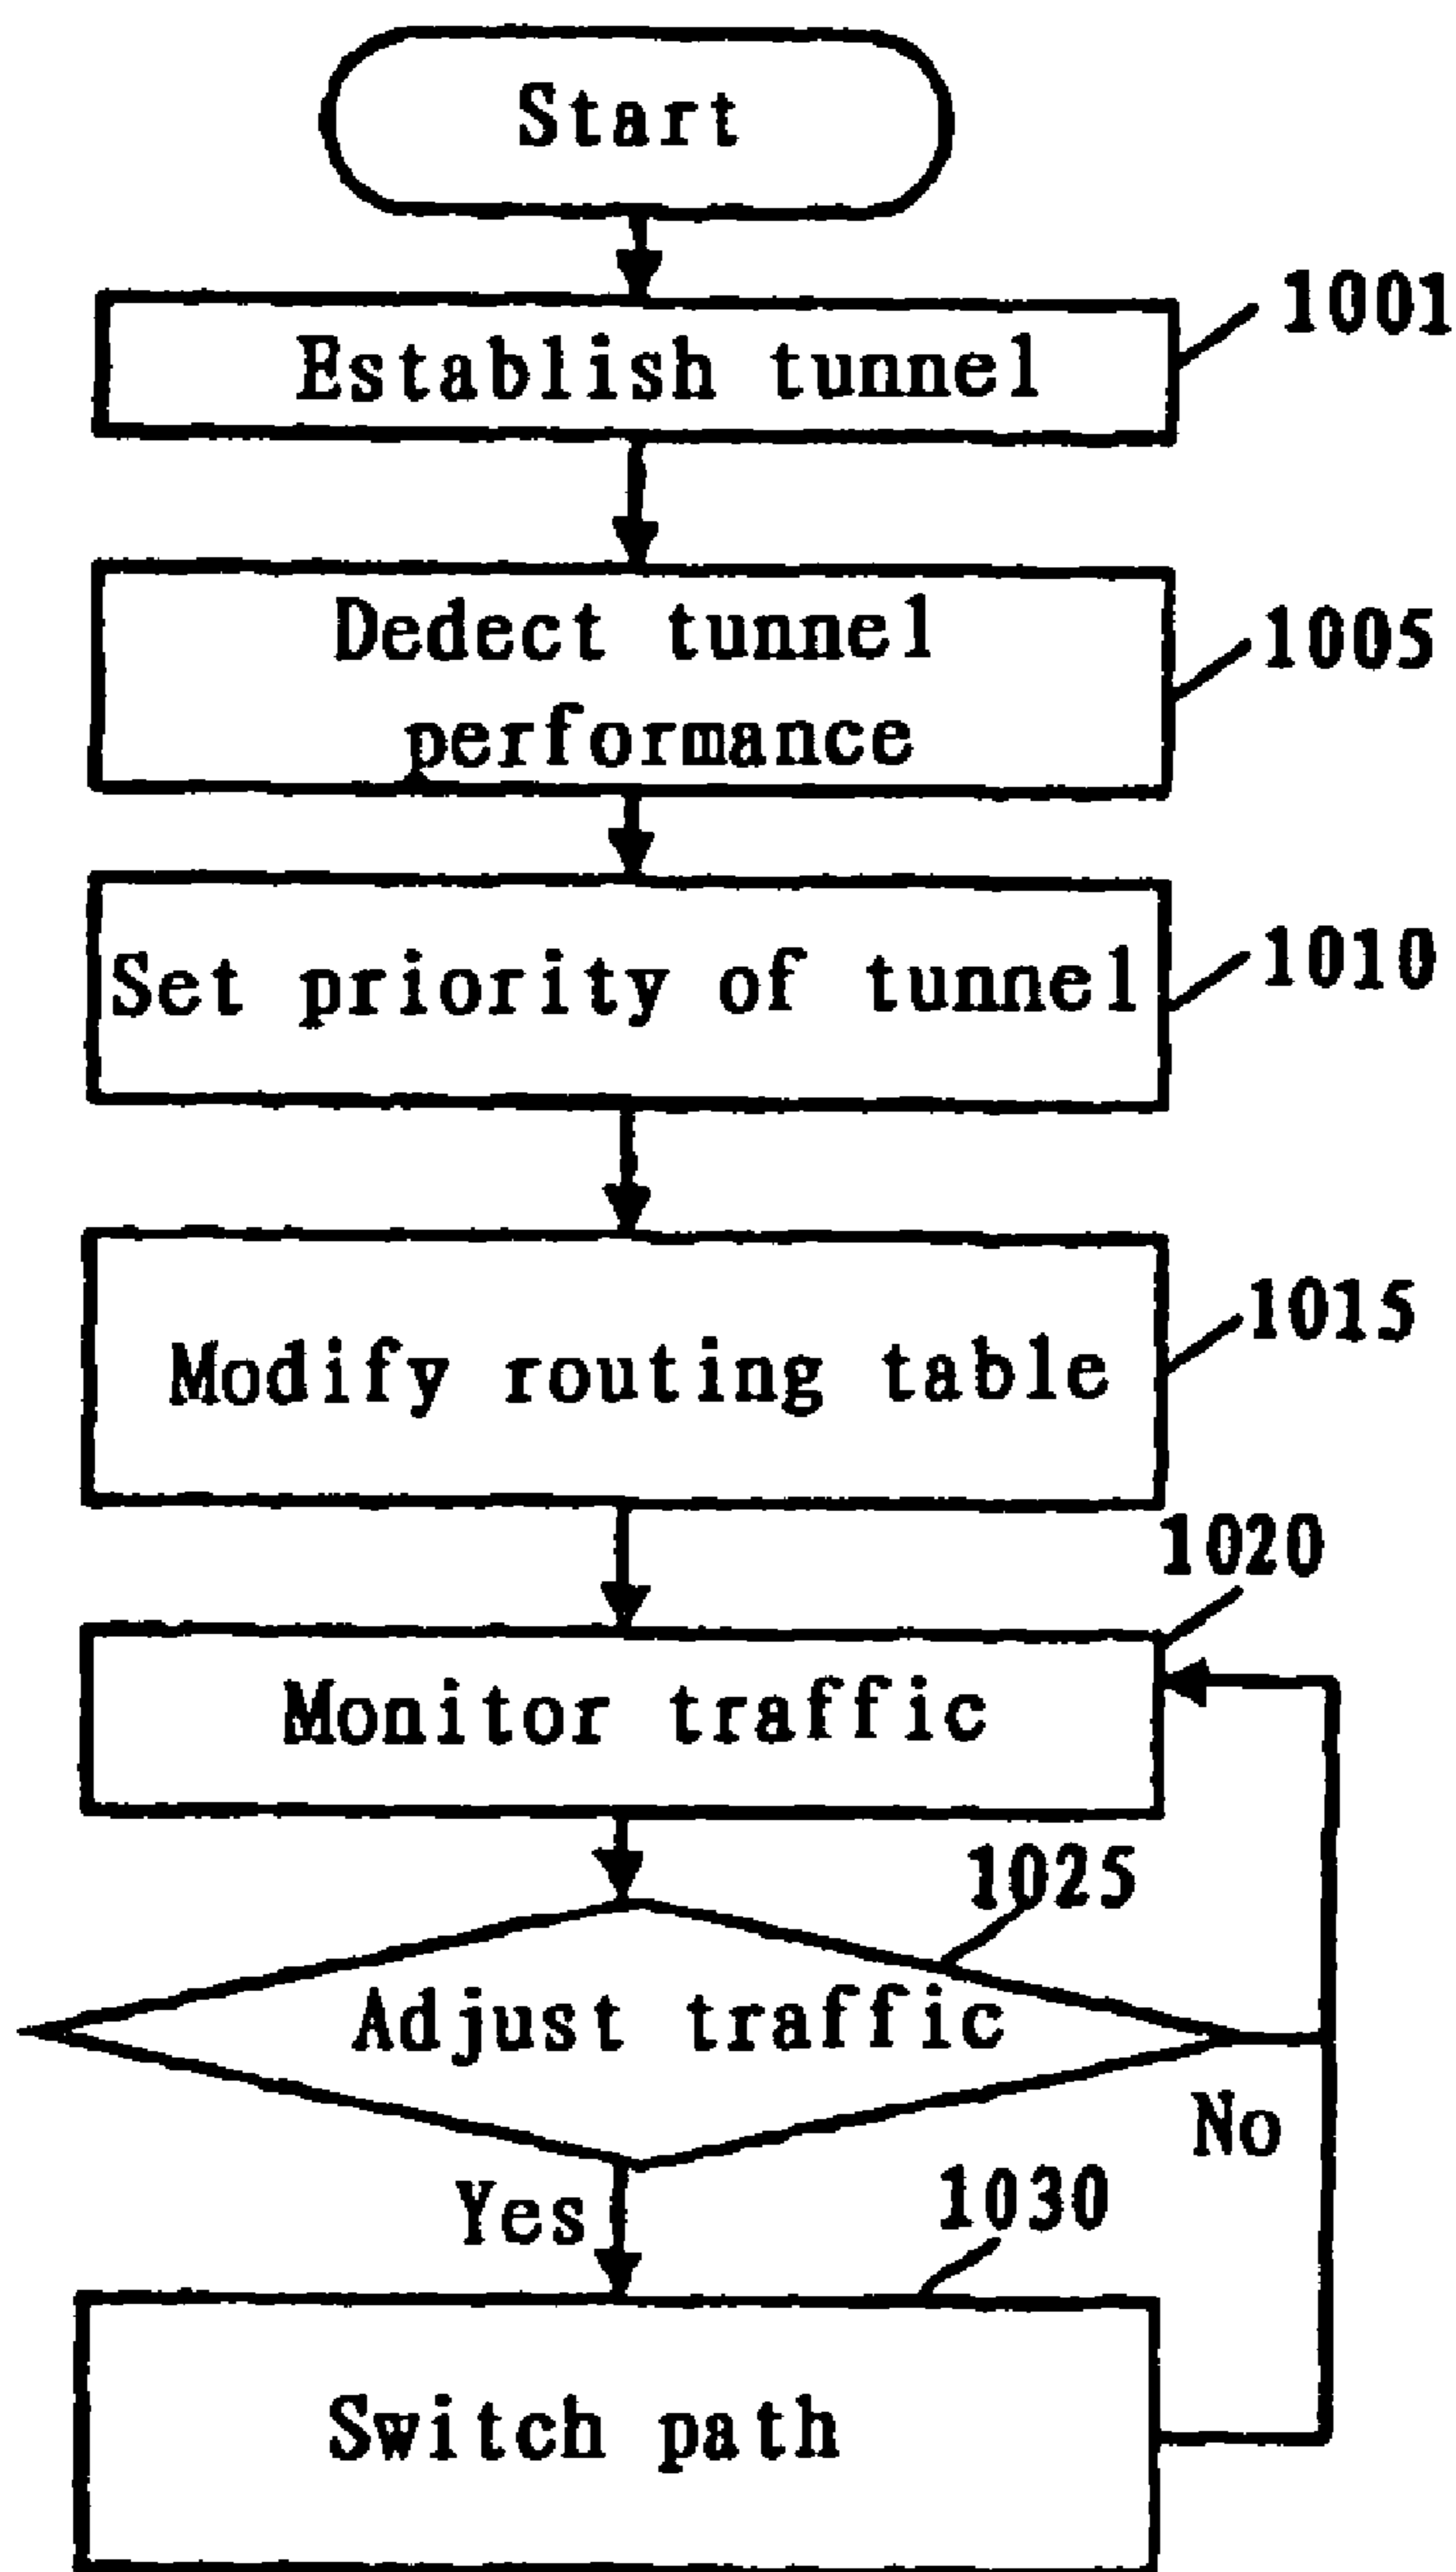 Start
Establish tunnel
1001
Dedect tunnel
performance
1005
Set priority of tunnel
1010
Modify routing table
1015
1020
Monitor traffic
1025
Adjust traffic
No
Yes
1030
Switch path